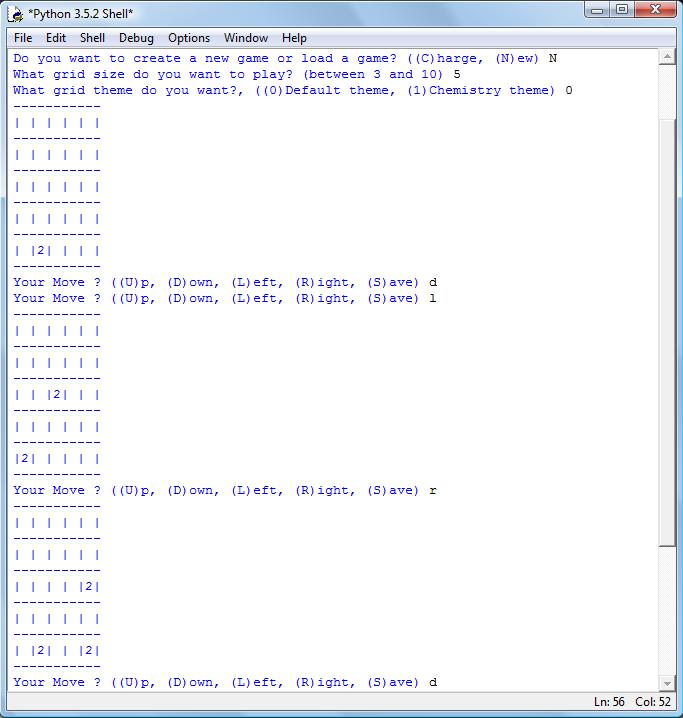 *Python 3.5.2 Shell*
File Edit Shell Debug Options Window Help
Do you want to create a new game or load a game? ((C)harge, (N)ew) N
What grid size do you want to play? (between 3 and 10) 5
What grid theme do you want?, ((0)Default theme, (1)Chemistry theme) 0
-----------
| | | | | |
-----------
| | | | | |
-----------
| | | | | |
-----------
| | | | | |
-----------
| |2| | | |
-----------
Your Move ? ((U)p, (D)own, (L)eft, (R)ight, (S)ave) d
Your Move ? ((U)p, (D)own, (L)eft, (R)ight, (S)ave) l
-----------
| | | | | |
-----------
| | | | | |
-----------
| | |2| | |
-----------
| | | | | |
-----------
|2| | | | |
-----------
Your Move ? ((U)p, (D)own, (L)eft, (R)ight, (S)ave) r
-----------
| | | | | |
-----------
| | | | | |
-----------
| | | | |2|
-----------
| | | | | |
-----------
| |2| | |2|
-----------
Your Move ? ((U)p, (D)own, (L)eft, (R)ight, (S)ave) d
Ln: 56 Col: 52